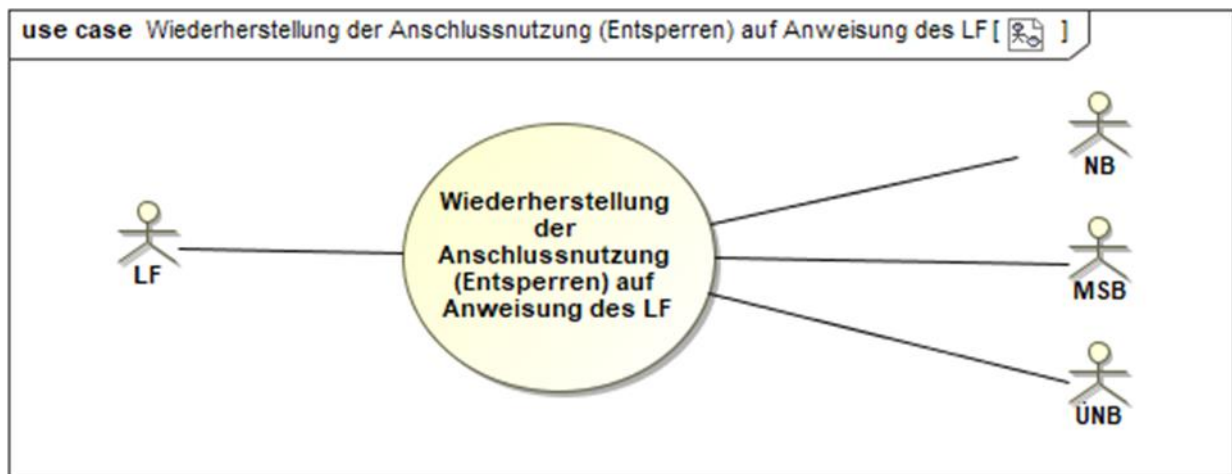 use case Wiederherstellung der Anschlussnutzung (Entsperren) auf Anweisung des LF [ ]
NB
Wiederherstellung
der
Anschlussnutzung
(Entsperren) auf
Anweisung des LF
LF
MSB
ÜNB